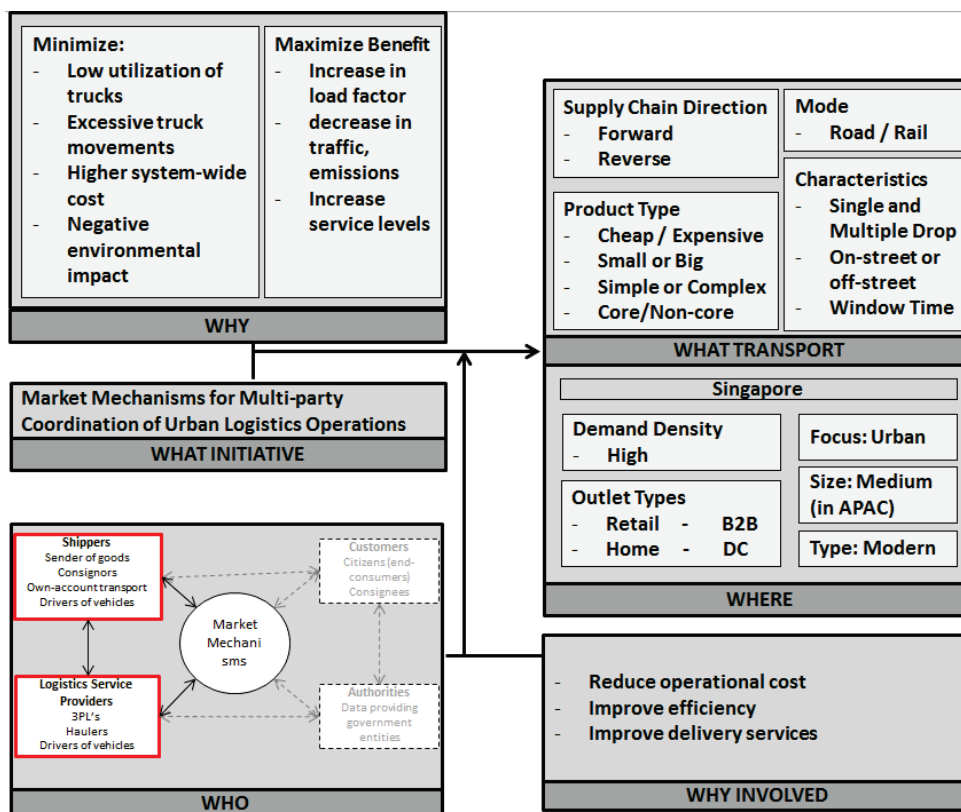 Minimize:
- Low utilization of
trucks
- Excessive truck
movements
- Higher system-wide
cost
- Negative
environmental
impact
Maximize Benefit
- Increase in
load factor
- decrease in
traffic,
emissions
- Increase
service levels
WHY
Market Mechanisms for Multi-party
Coordination of Urban Logistics Operations
WHAT INITIATIVE
Supply Chain Direction
- Forward
- Reverse
Mode
- Road / Rail
Product Type
- Cheap / Expensive
- Small or Big
- Simple or Complex
- Core/Non-core
Characteristics
- Single and
Multiple Drop
- On-street or
off-street
- Window Time
WHAT TRANSPORT
Singapore
Demand Density
- High
Outlet Types
- Retail - B2B
- Home - DC
Focus: Urban
Size: Medium
(in APAC)
Type: Modern
WHERE
Shippers
Sender of goods
Consignors
Own-account transport
Drivers of vehicles
Customers
Citizens (end-
consumers)
Consignees
Market
Mechani
sms
Logistics Service
Providers
3PL's
Haulers
Drivers of vehicles
Authorities
Data providing
government
entities
WHO
- Reduce operational cost
- Improve efficiency
- Improve delivery services
WHY INVOLVED